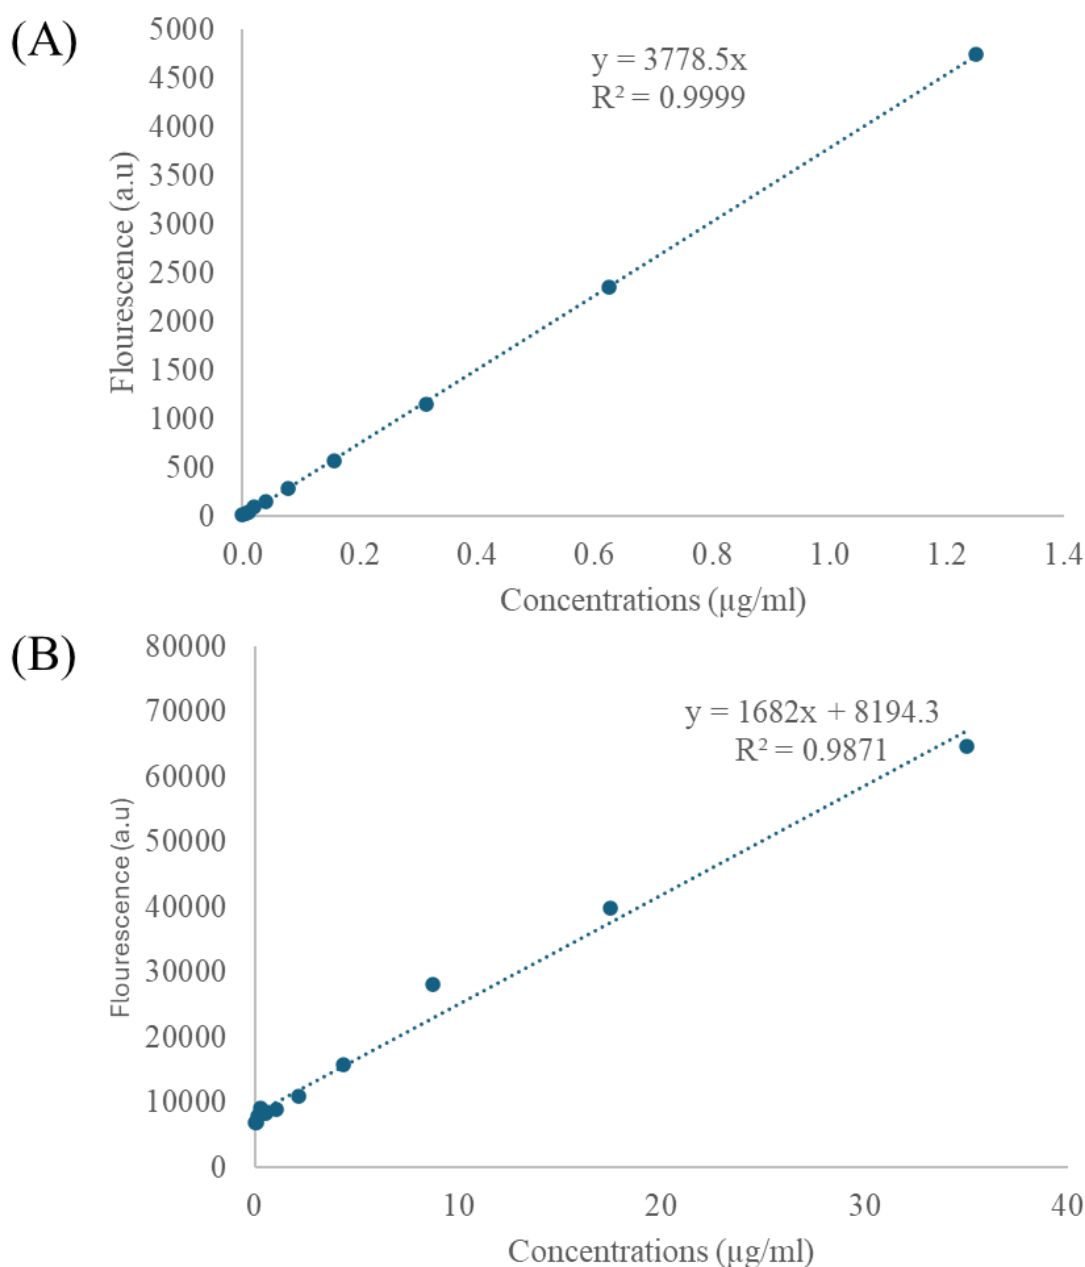 (A)
y = 3778.5x
R² = 0.9999
Flourescence (a.u)
5000
4500
4000
3500
3000
2500
2000
1500
1000
500
0
0.0 0.2 0.4 0.6 0.8 1.0 1.2 1.4
Concentrations (µg/ml)
(B)
y = 1682x + 8194.3
R² = 0.9871
Flourescence (a.u)
80000
70000
60000
50000
40000
30000
20000
10000
0
0 10 20 30 40
Concentrations (µg/ml)